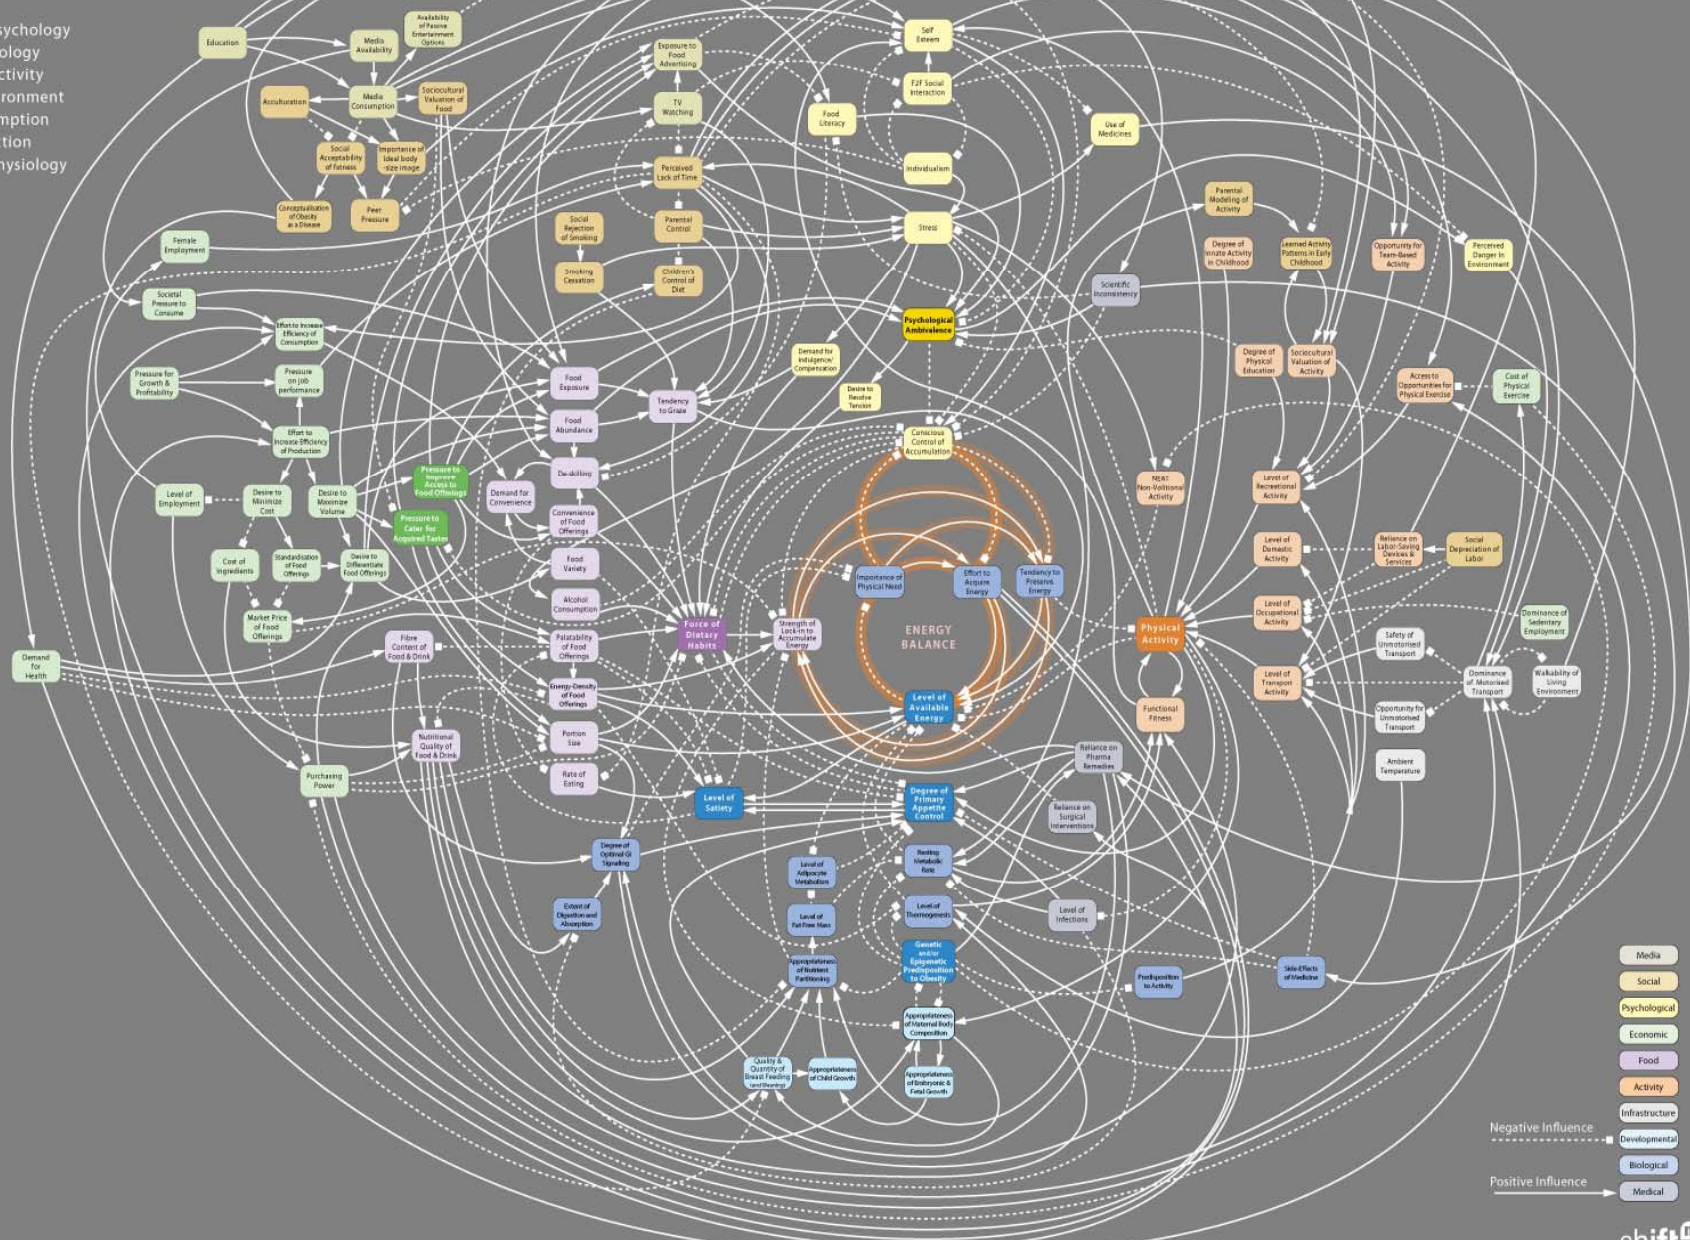 sychology
ology
ctivity
ronment
mption
ction
hysiology
Education
Media
Availability
Availability
of Passive
Entertainment
Options
Acculturation
Media
Consumption
Sociocultural
Valuation of
Food
Social
Acceptability
of fatness
Importance of
Ideal body
-size image
Conceptualisation
of Obesity
as a Disease
Peer
Pressure
Exposure to
Food
Advertising
TV
Watching
Perceived
Lack of Time
Parental
Control
Children's
Control of
Diet
Social
Rejection
of Smoking
Smoking
Cessation
Self
Esteem
F2F Social
Interaction
Food
Literacy
Individualism
Stress
Use of
Medicines
Psychological
Ambivalence
Demand for
Indulgence/
Compensation
Desire to
Resolve
Tension
Conscious
Control of
Accumulation
Scientific
Inconsistency
Parental
Modeling of
Activity
Degree of
Innate Activity
in Childhood
Learned Activity
Patterns in Early
Childhood
Opportunity for
Team-Based
Activity
Perceived
Danger In
Environment
Degree of
Physical
Education
Sociocultural
Valuation of
Activity
Access to
Opportunities for
Physical Exercise
Cost of
Physical
Exercise
Female
Employment
Societal
Pressure to
Consume
Effort to Increase
Efficiency of
Consumption
Pressure for
Growth &
Profitability
Pressure
on job
performance
Effort to
Increase Efficiency
of Production
Level of
Employment
Desire to
Minimize
Cost
Desire to
Maximize
Volume
Pressure to
Improve
Access to
Food Offerings
Pressure to
Cater for
Acquired Tastes
Cost of
Ingredients
Standardisation
of Food
Offerings
Desire to
Differentiate
Food Offerings
Market Price
of Food
Offerings
Demand
for
Health
Purchasing
Power
Fibre
Content of
Food & Drink
Nutritional
Quality of
Food & Drink
Food
Exposure
Food
Abundance
De-skilling
Demand for
Convenience
Convenience
of Food
Offerings
Food
Variety
Alcohol
Consumption
Palatability
of Food
Offerings
Energy-Density
of Food
Offerings
Portion
Size
Rate of
Eating
Tendency
to Graze
Force of
Dietary
Habits
Strength of
Lock-in to
Accumulate
Energy
Importance of
Physical Need
Effort to
Acquire
Energy
Tendency to
Preserve
Energy
ENERGY
BALANCE
Level of
Available
Energy
Level of
Satiety
Degree of
Primary
Appetite
Control
Degree of
Optimal GI
Signaling
Extent of
Digestion and
Absorption
Level of
Adipocyte
Metabolism
Level of
Fat Free Mass
Appropriateness
of Nutrient
Partitioning
Resting
Metabolic
Rate
Level of
Thermogenesis
Genetic
and/or
Epigenetic
Predisposition
to Obesity
Appropriateness
of Maternal Body
Composition
Appropriateness
of Embryonic &
Fetal Growth
Quality &
Quantity of
Breast Feeding
(and Weaning)
Appropriateness
of Child Growth
NEAT
Non-Volitional
Activity
Level of
Recreational
Activity
Level of
Domestic
Activity
Reliance on
Labor-Saving
Devices &
Services
Social
Depreciation of
Labor
Level of
Occupational
Activity
Dominance of
Sedentary
Employment
Safety of
Unmotorised
Transport
Level of
Transport
Activity
Dominance
of Motorised
Transport
Walkability of
Living
Environment
Opportunity for
Unmotorised
Transport
Ambient
Temperature
Physical
Activity
Functional
Fitness
Reliance on
Pharma
Remedies
Reliance on
Surgical
Interventions
Level of
Infections
Predisposition
to Activity
Side-Effects
of Medicine
Media
Social
Psychological
Economic
Food
Activity
Infrastructure
Developmental
Biological
Medical
Negative Influence
Positive Influence
shift